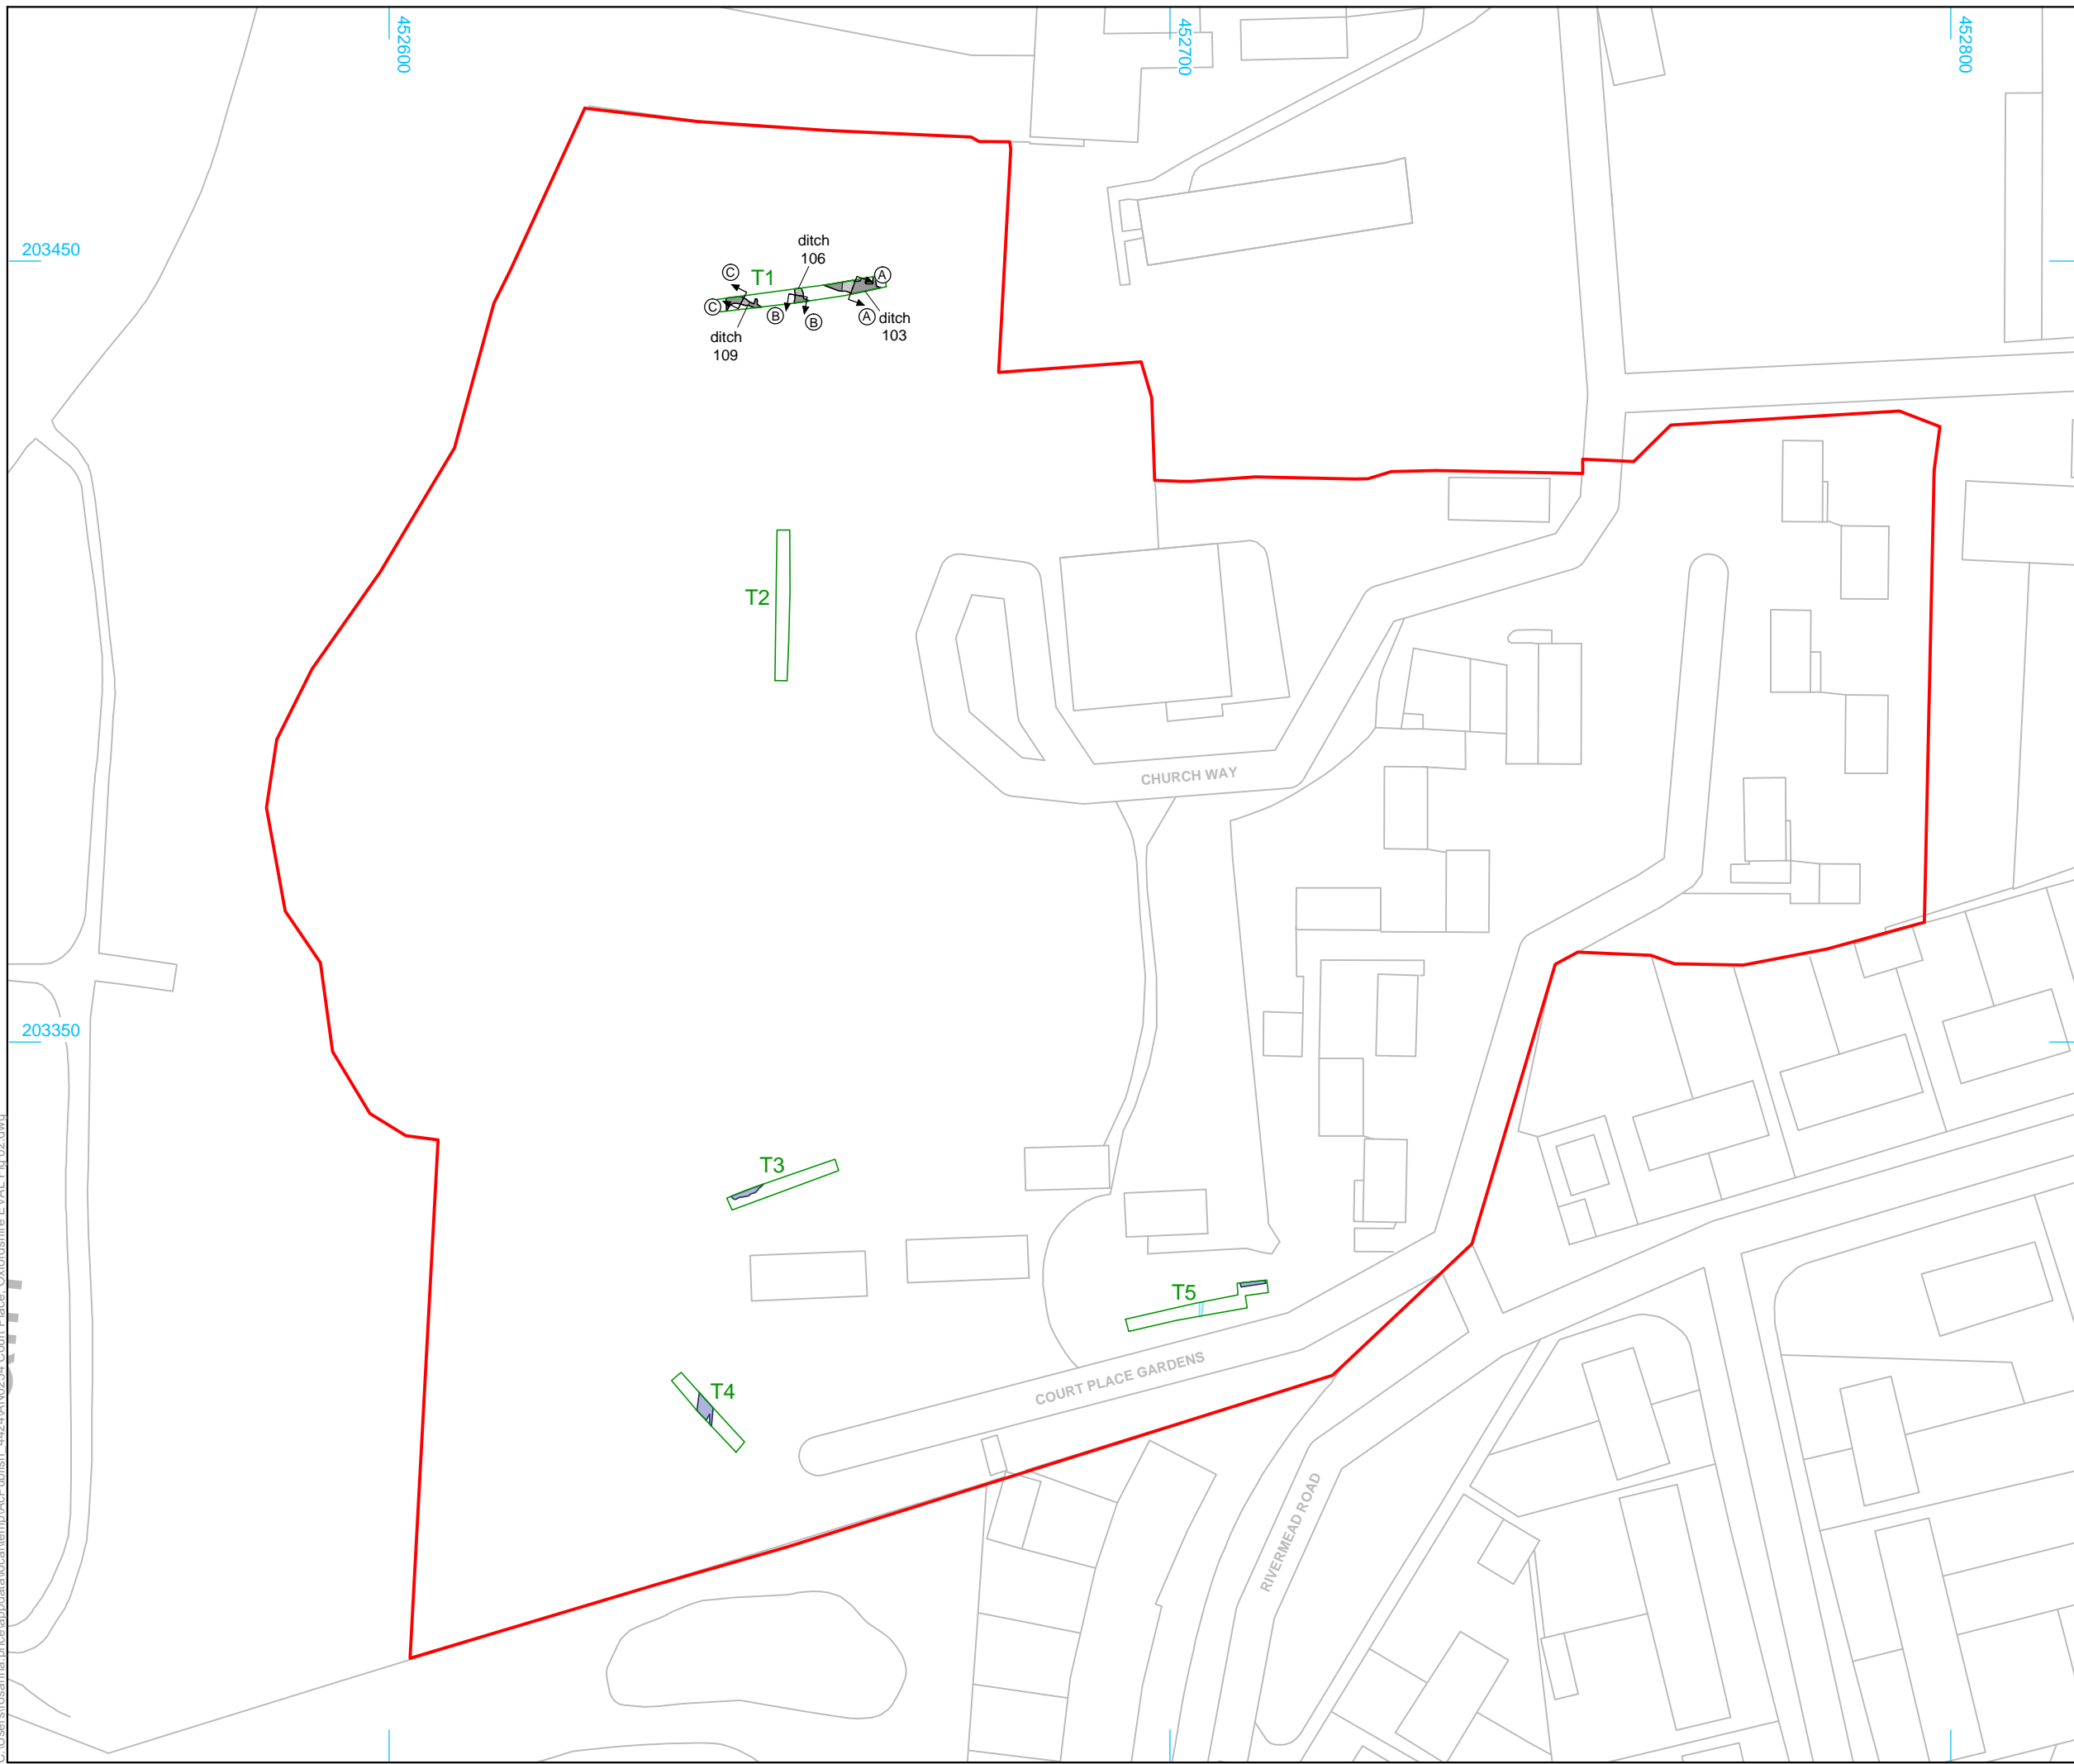 452600
452700
452800
203450
ditch
106
T1
C
A
C
B
B
A
ditch
103
ditch
109
T2
CHURCH WAY
203350
T3
T5
T4
COURT PLACE GARDENS
RIVERMEAD ROAD